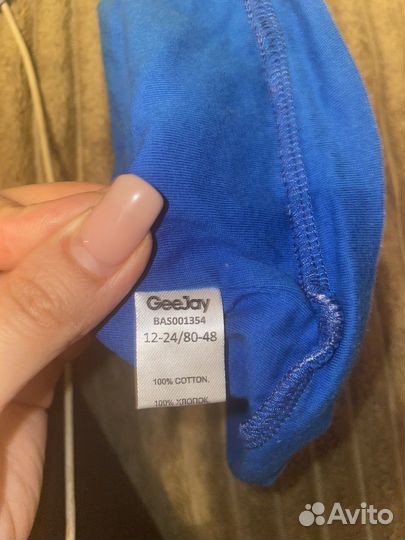 GeeJay
BAS001354
12-24/80-48
100% COTTON.
100% ХЛОПОК.
Avito